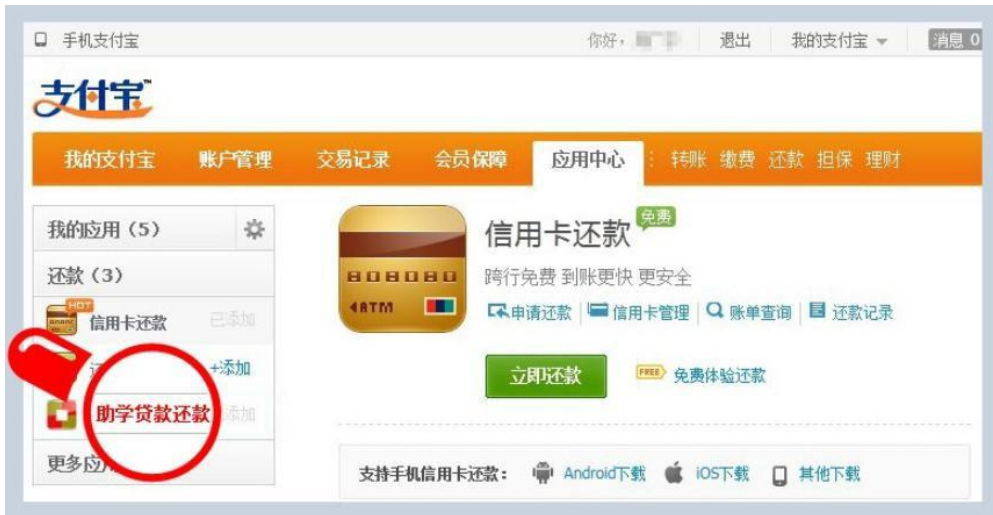 手机支付宝 你好, 退出 我的支付宝 消息 0
支付宝™
我的支付宝 账户管理 交易记录 会员保障 应用中心 转账 缴费 还款 担保 理财
我的应用（5）
还款（3）
HOT
信用卡还款 已添加
+添加
助学贷款还款 已添加
更多应
信用卡还款 免费
跨行免费 到账更快 更安全
808080
ATM
申请还款 信用卡管理 账单查询 还款记录
立即还款 FREE 免费体验还款
支持手机信用卡还款： Android下载 iOS下载 其他下载